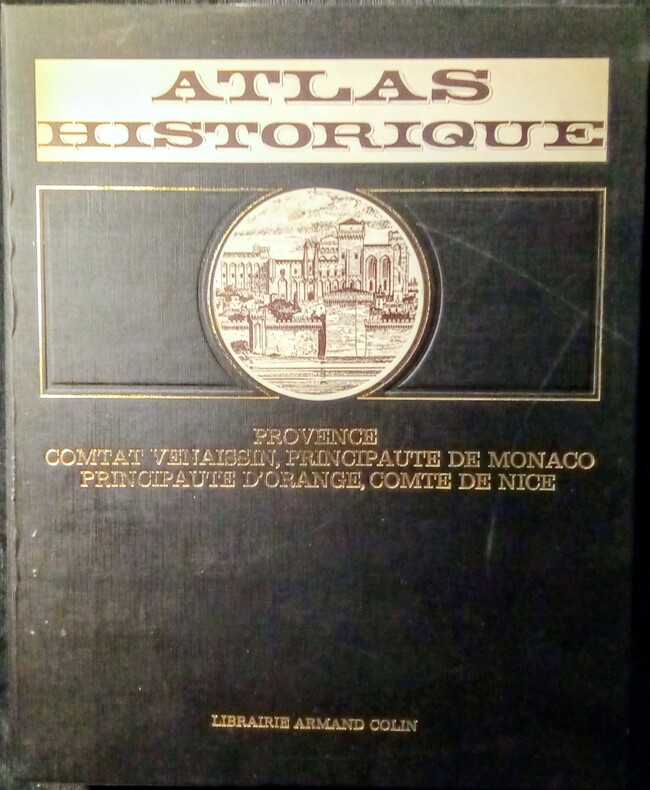 ATLAS
HISTORIQUE
PROVENCE
COMTAT VENAISSIN, PRINCIPAUTE DE MONACO
PRINCIPAUTE D'ORANGE, COMTE DE NICE
LIBRAIRIE ARMAND COLIN